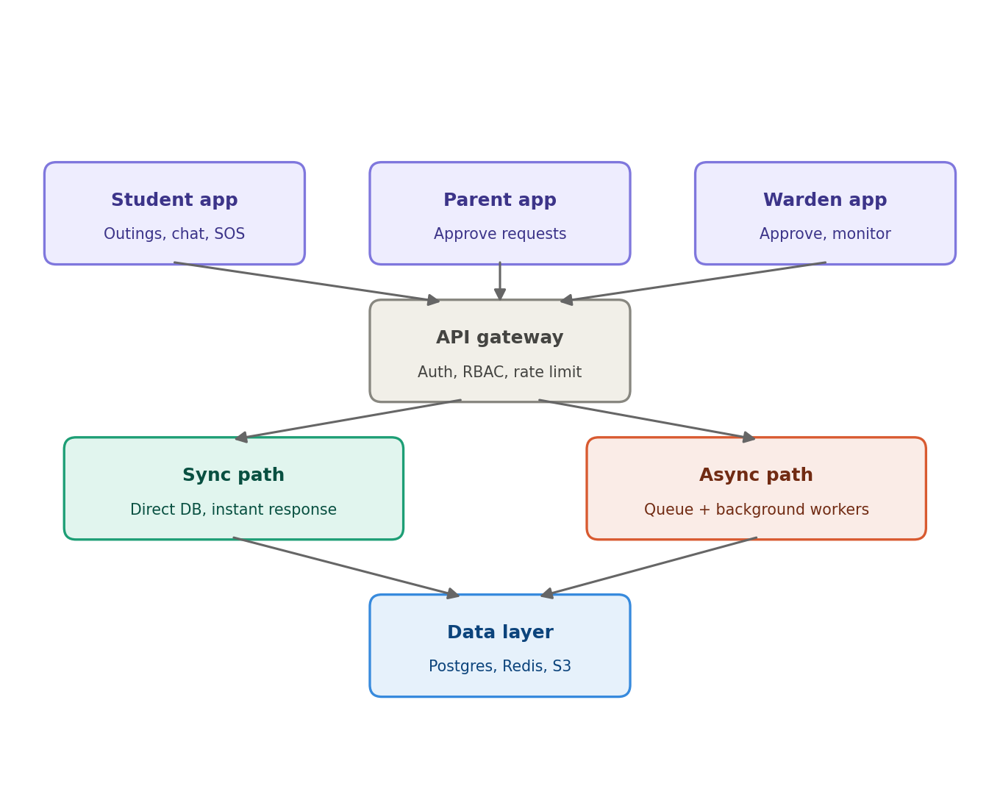 Student app
Outings, chat, SOS
Parent app
Approve requests
Warden app
Approve, monitor
API gateway
Auth, RBAC, rate limit
Sync path
Direct DB, instant response
Async path
Queue + background workers
Data layer
Postgres, Redis, S3